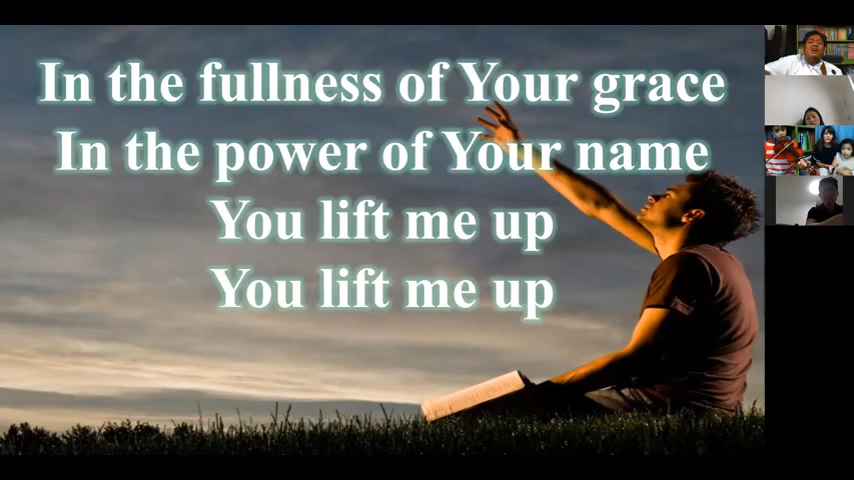 In the fullness of Your grace
In the power of Your name
You lift me up
You lift me up